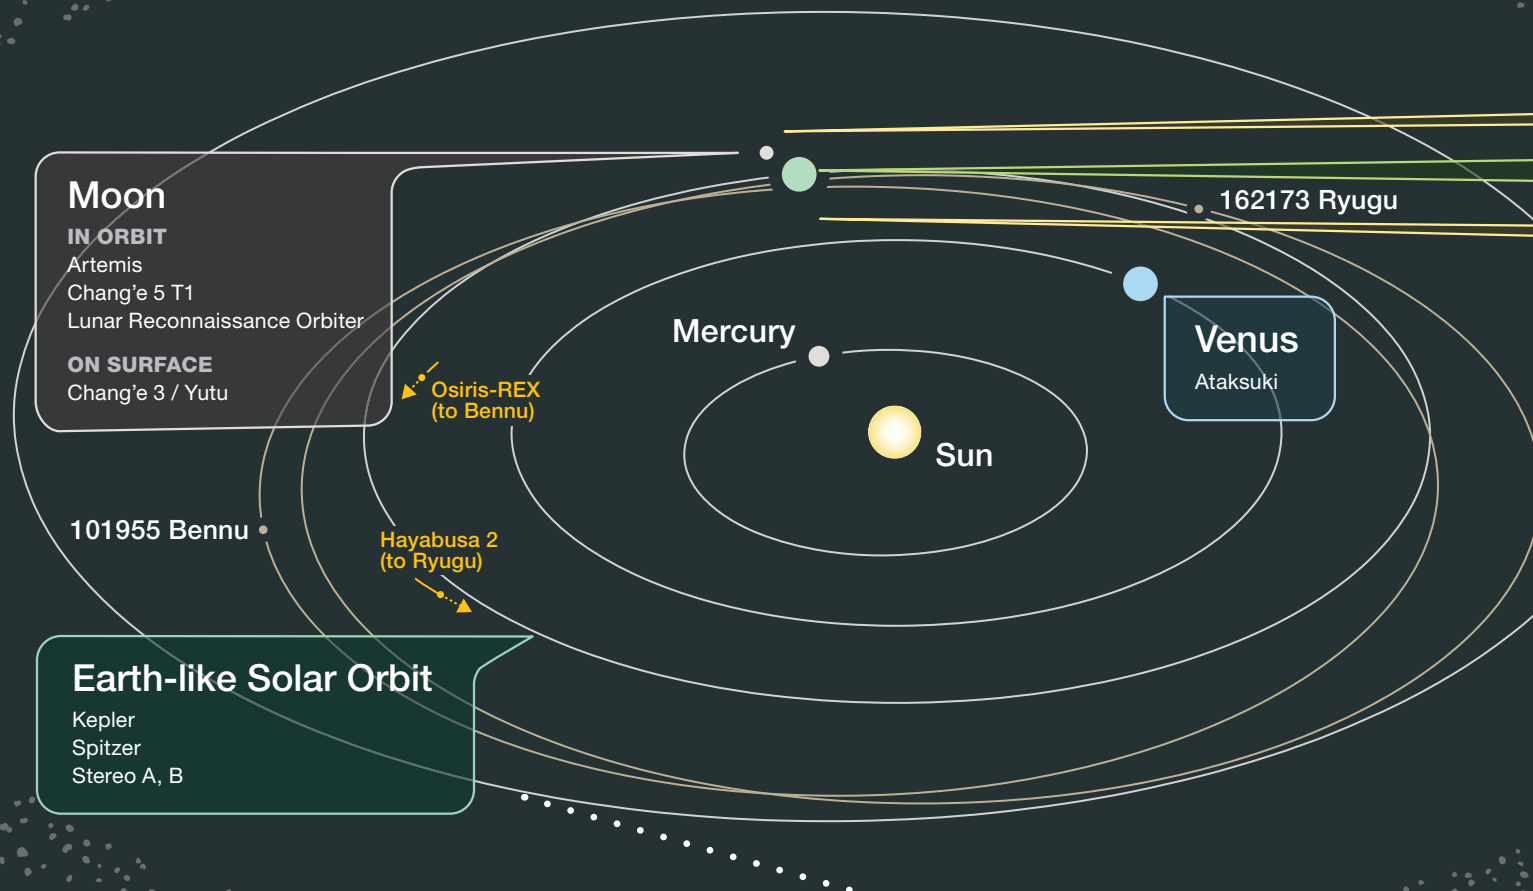 Moon
IN ORBIT
Artemis
Chang’e 5 T1
Lunar Reconnaissance Orbiter
ON SURFACE
Chang’e 3 / Yutu
162173 Ryugu
Mercury
Venus
Ataksuki
Osiris-REX
(to Bennu)
Sun
101955 Bennu
Hayabusa 2
(to Ryugu)
Earth-like Solar Orbit
Kepler
Spitzer
Stereo A, B